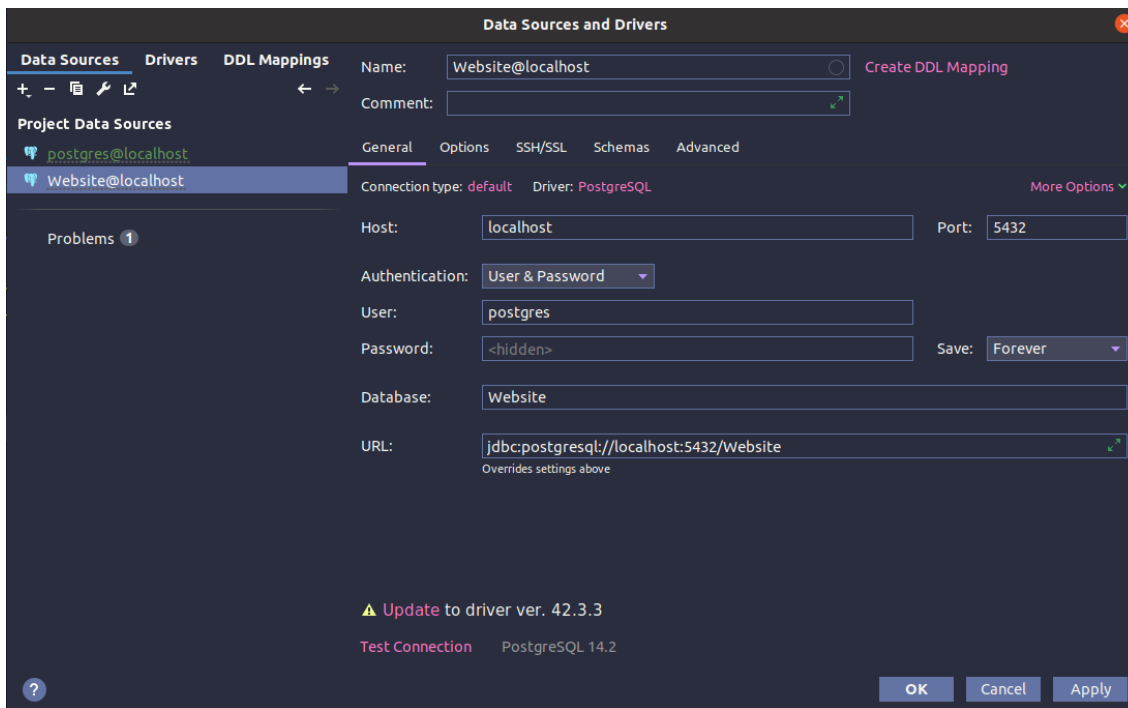 Data Sources and Drivers
Data Sources Drivers DDL Mappings
Project Data Sources
postgres@localhost
Website@localhost
Problems 1
Name: Website@localhost Create DDL Mapping
Comment:
General Options SSH/SSL Schemas Advanced
Connection type: default Driver: PostgreSQL More Options
Host: localhost Port: 5432
Authentication: User & Password
User: postgres
Password: <hidden> Save: Forever
Database: Website
URL: jdbc:postgresql://localhost:5432/Website
Overrides settings above
Update to driver ver. 42.3.3
Test Connection PostgreSQL 14.2
? OK Cancel Apply